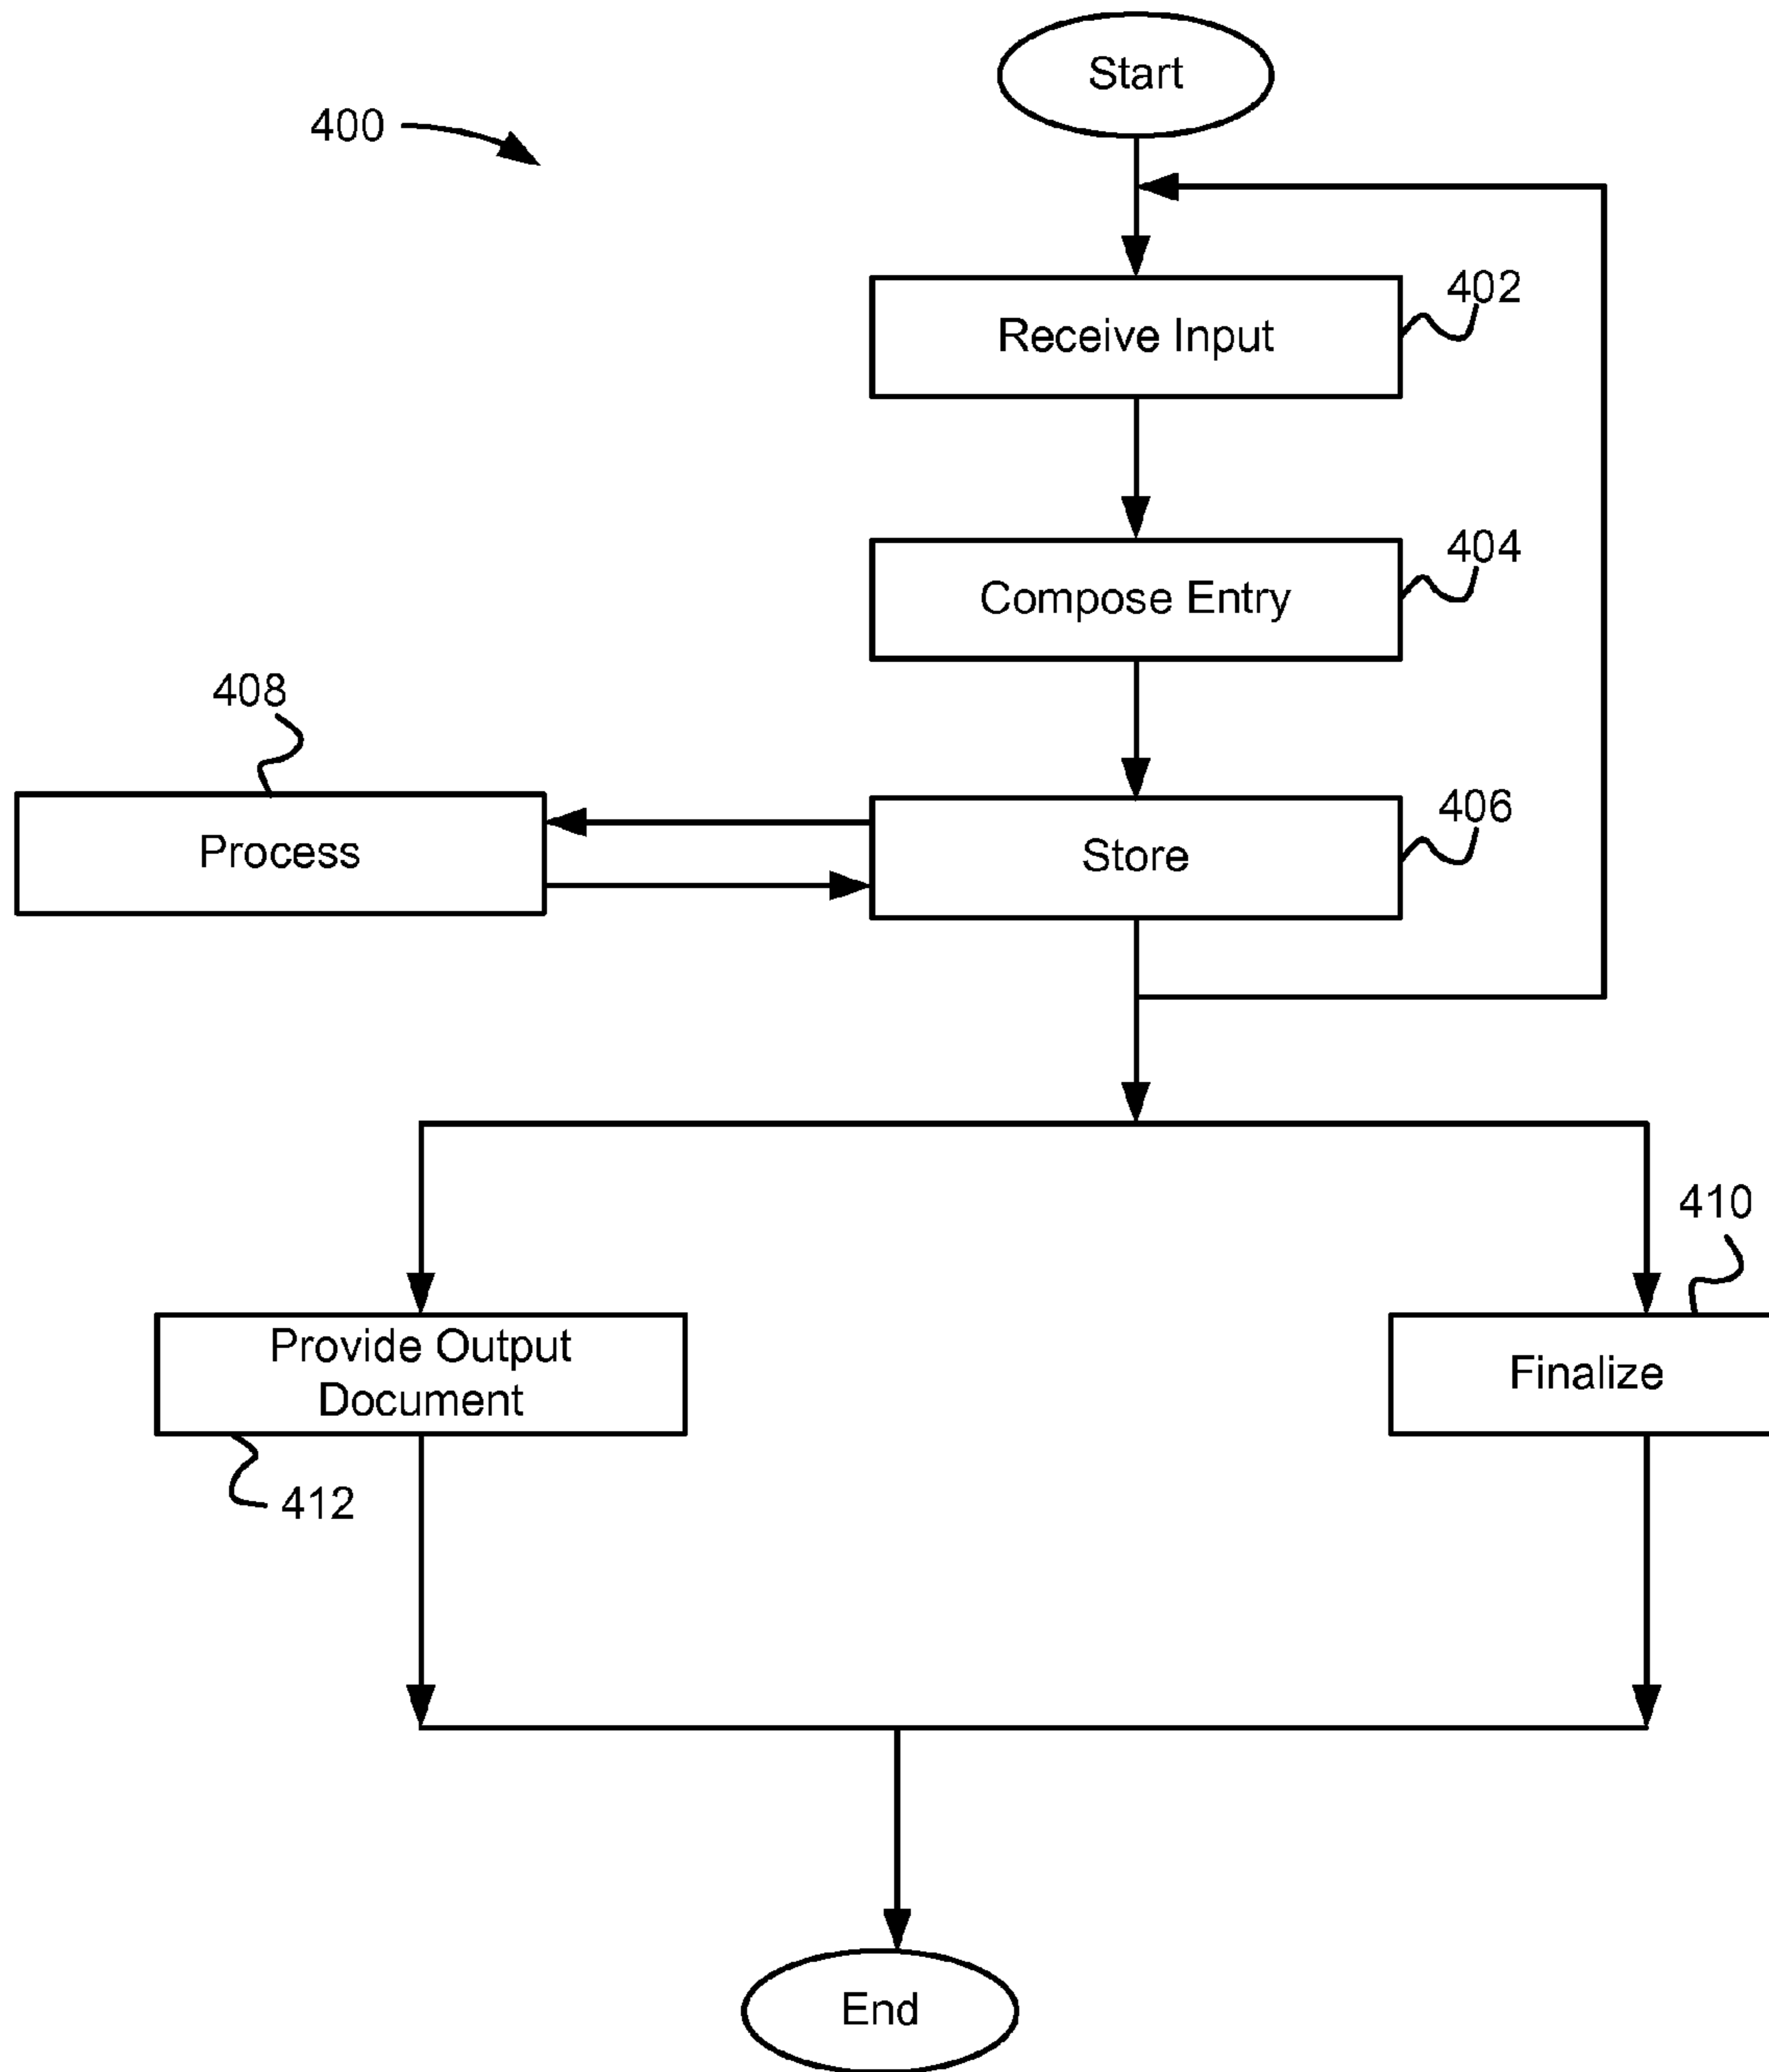 Start
400
402
Receive Input
404
Compose Entry
408
406
Process
Store
410
Provide Output
Document
Finalize
412
End